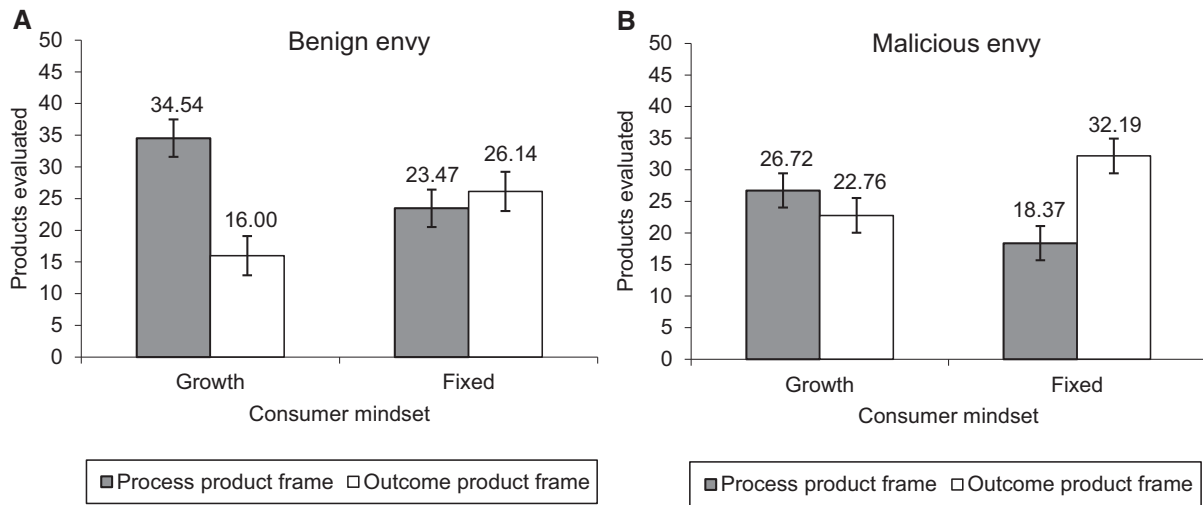 A
Benign envy
50
45
40
35
30
25
20
15
10
5
0
Products evaluated
34.54
16.00
23.47
26.14
Growth
Fixed
Consumer mindset
Process product frame
Outcome product frame
B
Malicious envy
50
45
40
35
30
25
20
15
10
5
0
Products evaluated
26.72
22.76
18.37
32.19
Growth
Fixed
Consumer mindset
Process product frame
Outcome product frame